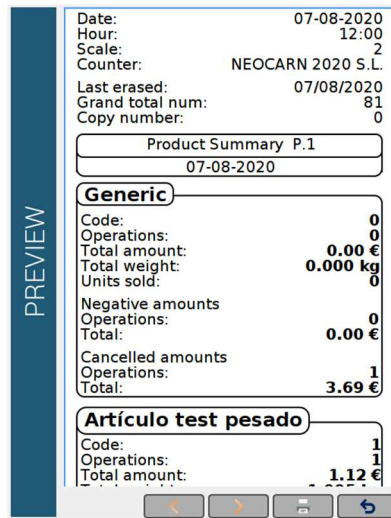 PREVIEW
Date: 07-08-2020
Hour: 12:00
Scale: 2
Counter: NEOCARN 2020 S.L.
Last erased: 07/08/2020
Grand total num: 81
Copy number: 0
Product Summary P.1
07-08-2020
Generic
Code: 0
Operations: 0
Total amount: 0.00 €
Total weight: 0.000 kg
Units sold: 0
Negative amounts
Operations: 0
Total: 0.00 €
Cancelled amounts
Operations: 1
Total: 3.69 €
Artículo test pesado
Code: 1
Operations: 1
Total amount: 1.12 €